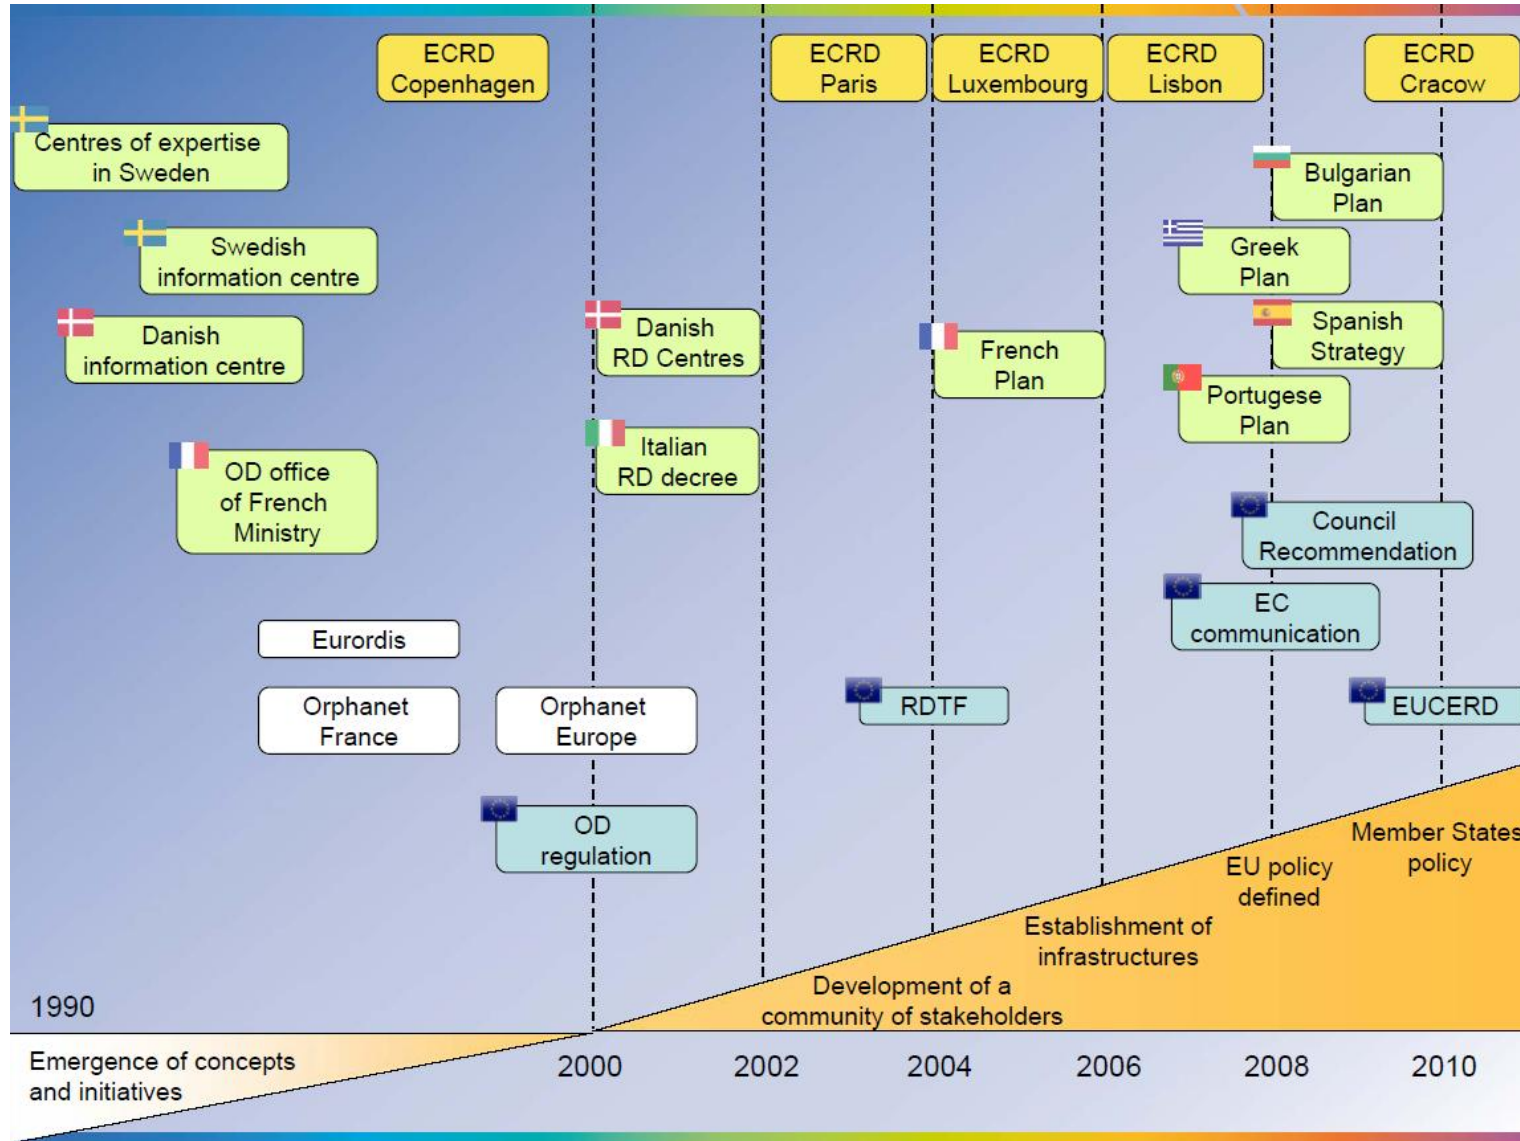 ECRD
Copenhagen
ECRD
Paris
ECRD
Luxembourg
ECRD
Lisbon
ECRD
Cracow
Centres of expertise
in Sweden
Bulgarian
Plan
Swedish
information centre
Greek
Plan
Danish
information centre
Danish
RD Centres
French
Plan
Spanish
Strategy
Portugese
Plan
OD office
of French
Ministry
Italian
RD decree
Council
Recommendation
EC
communication
Eurordis
Orphanet
France
Orphanet
Europe
RDTF
EUCERD
OD
regulation
Member States
policy
EU policy
defined
Establishment of
infrastructures
Development of a
community of stakeholders
1990
Emergence of concepts
and initiatives
2000
2002
2004
2006
2008
2010